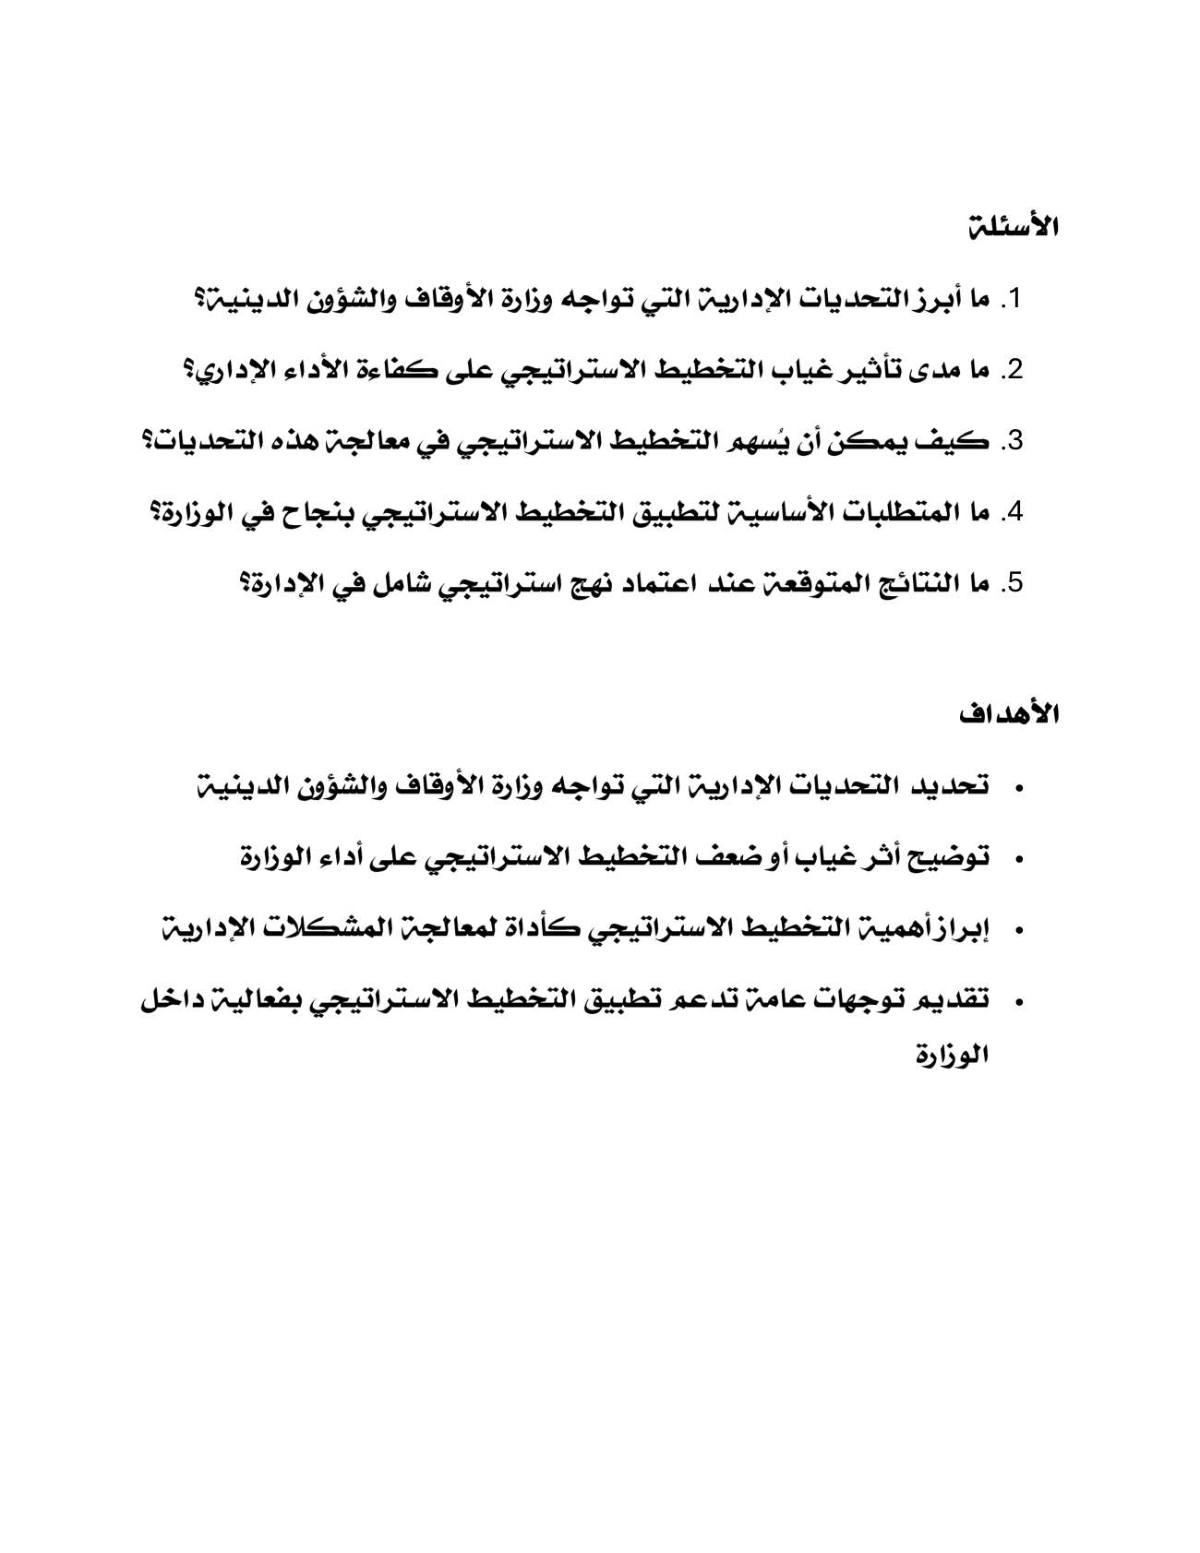 الأسئلة
1. ما أبرز التحديات الإدارية التي تواجه وزارة الأوقاف والشؤون الدينية؟
2. ما مدى تأثير غياب التخطيط الاستراتيجي على كفاءة الأداء الإداري؟
3. كيف يمكن أن يُسهم التخطيط الاستراتيجي في معالجة هذه التحديات؟
4. ما المتطلبات الأساسية لتطبيق التخطيط الاستراتيجي بنجاح في الوزارة؟
5. ما النتائج المتوقعة عند اعتماد نهج استراتيجي شامل في الإدارة؟
الأهداف
• تحديد التحديات الإدارية التي تواجه وزارة الأوقاف والشؤون الدينية
• توضيح أثر غياب أو ضعف التخطيط الاستراتيجي على أداء الوزارة
• إبراز أهمية التخطيط الاستراتيجي كأداة لمعالجة المشكلات الإدارية
• تقديم توجهات عامة تدعم تطبيق التخطيط الاستراتيجي بفعالية داخل
الوزارة